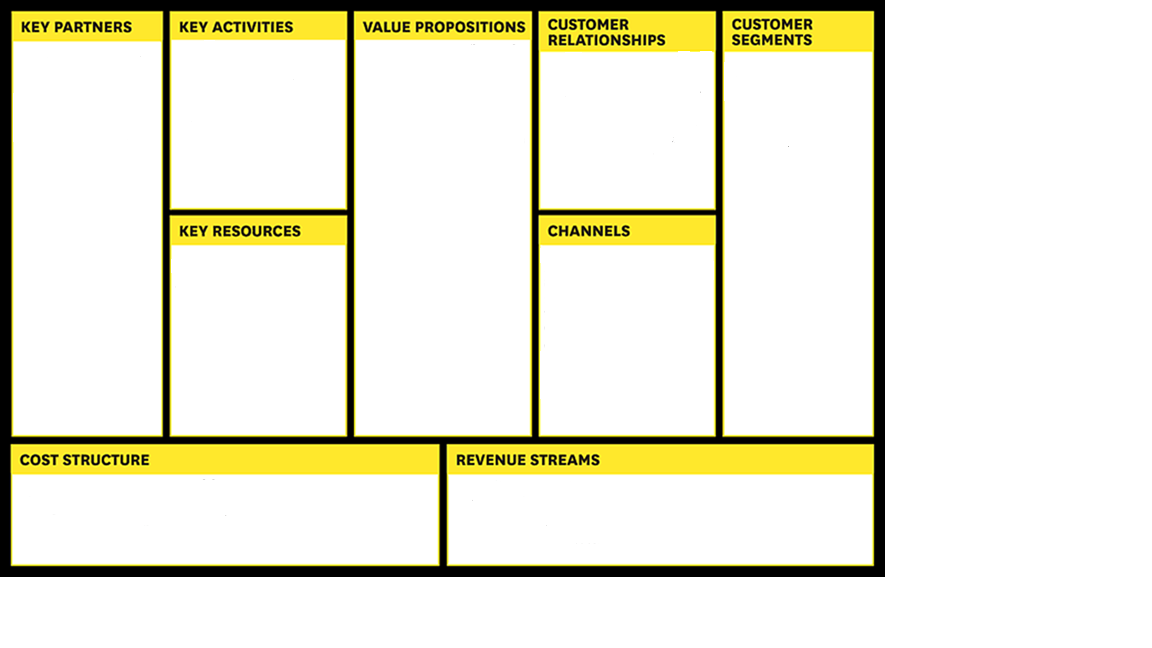 KEY PARTNERS
KEY ACTIVITIES
VALUE PROPOSITIONS
CUSTOMER
RELATIONSHIPS
CUSTOMER
SEGMENTS
KEY RESOURCES
CHANNELS
COST STRUCTURE
REVENUE STREAMS